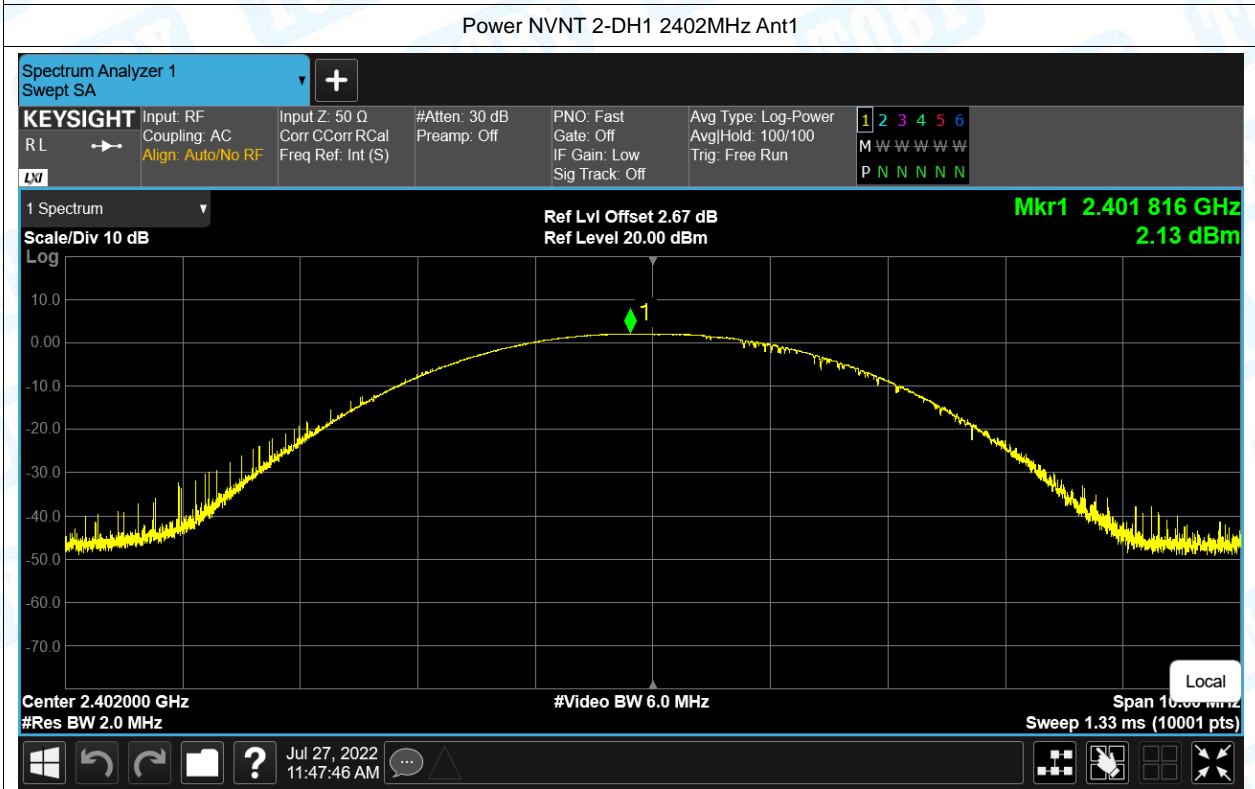 Power NVNT 2-DH1 2402MHz Ant1
Spectrum Analyzer 1
Swept SA
KEYSIGHT
R L
LXI
Input: RF
Coupling: AC
Align: Auto/No RF
Input Z: 50 Ω
Corr CCorr RCal
Freq Ref: Int (S)
#Atten: 30 dB
Preamp: Off
PNO: Fast
Gate: Off
IF Gain: Low
Sig Track: Off
Avg Type: Log-Power
Avg|Hold: 100/100
Trig: Free Run
1 2 3 4 5 6
M W W W W W W
P N N N N N
1 Spectrum
Scale/Div 10 dB
Ref Lvl Offset 2.67 dB
Ref Level 20.00 dBm
Mkr1 2.401 816 GHz
2.13 dBm
Log
10.0
0.00
-10.0
-20.0
-30.0
-40.0
-50.0
-60.0
-70.0
1
Local
Center 2.402000 GHz
#Video BW 6.0 MHz
Span 10.00 MHz
#Res BW 2.0 MHz
Sweep 1.33 ms (10001 pts)
?
Jul 27, 2022
11:47:46 AM